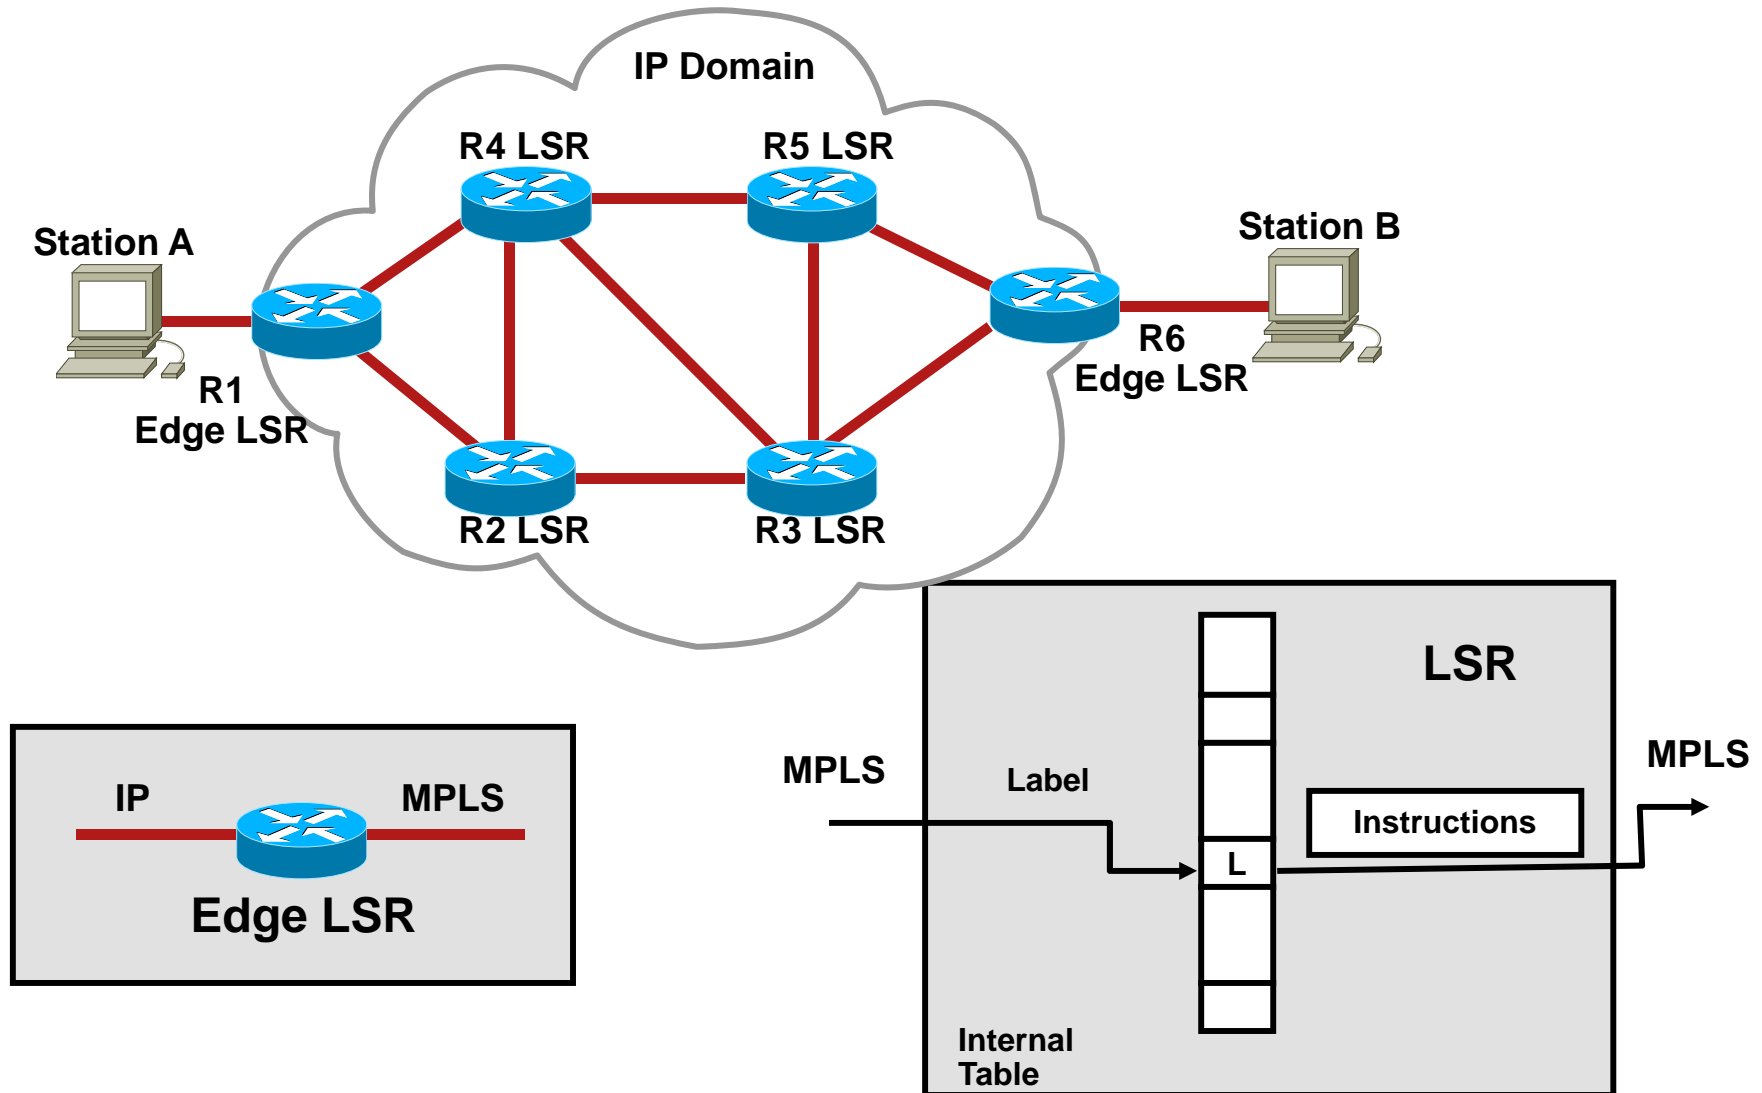 IP Domain
R4 LSR
R5 LSR
Station A
Station B
R1
Edge LSR
R6
Edge LSR
R2 LSR
R3 LSR
IP
MPLS
Edge LSR
LSR
MPLS
Label
MPLS
Instructions
L
Internal
Table